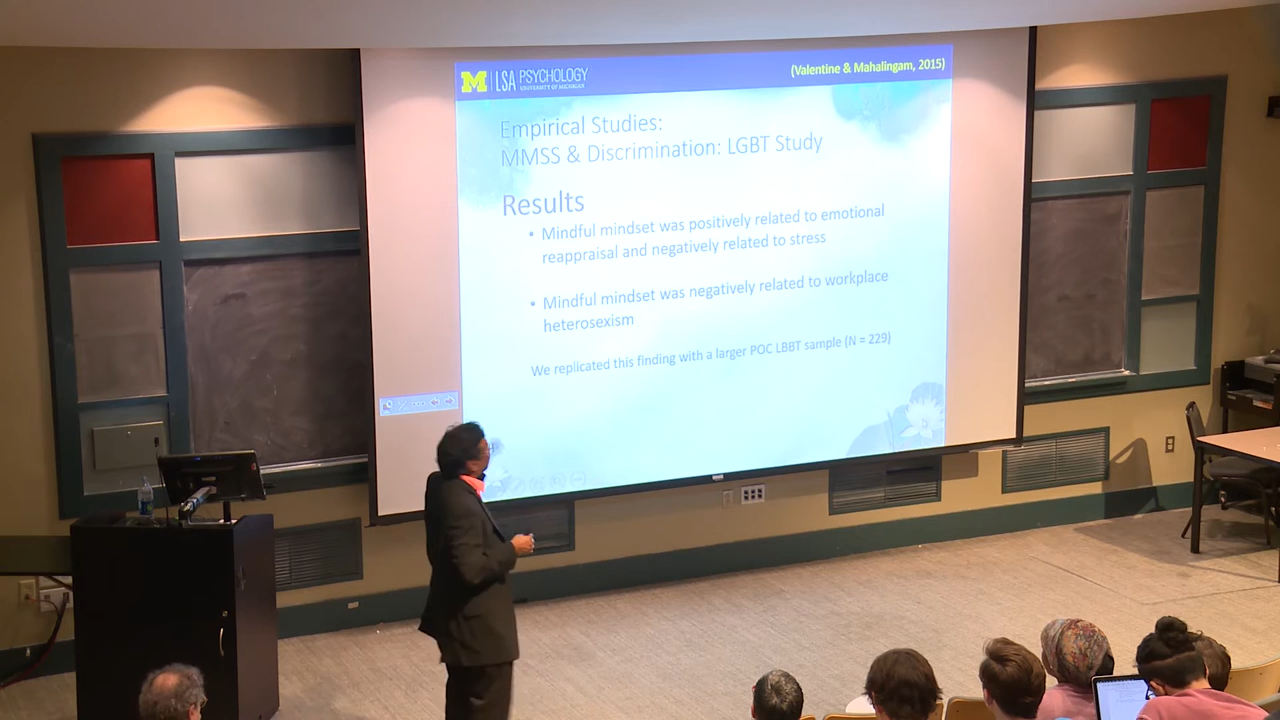 M LSA PSYCHOLOGY
UNIVERSITY OF MICHIGAN
(Valentine & Mahalingam, 2015)
Empirical Studies:
MMSS & Discrimination: LGBT Study
Results
• Mindful mindset was positively related to emotional
reappraisal and negatively related to stress
• Mindful mindset was negatively related to workplace
heterosexism
We replicated this finding with a larger POC LBBT sample (N = 229)